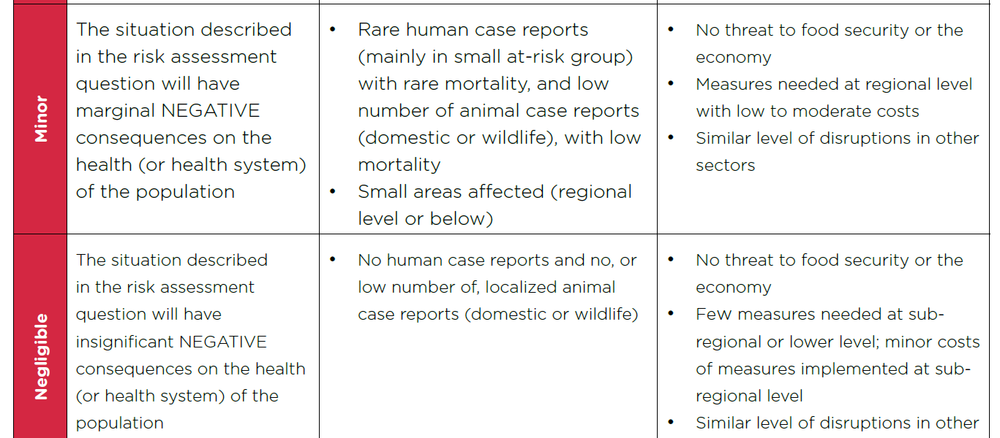 Minor
The situation described
in the risk assessment
question will have
marginal NEGATIVE
consequences on the
health (or health system)
of the population
• Rare human case reports
(mainly in small at-risk group)
with rare mortality, and low
number of animal case reports
(domestic or wildlife), with low
mortality
• Small areas affected (regional
level or below)
• No threat to food security or the
economy
• Measures needed at regional level
with low to moderate costs
• Similar level of disruptions in other
sectors
Negligible
The situation described
in the risk assessment
question will have
insignificant NEGATIVE
consequences on the health
(or health system) of the
population
• No human case reports and no, or
low number of, localized animal
case reports (domestic or wildlife)
• No threat to food security or the
economy
• Few measures needed at sub-
regional or lower level; minor costs
of measures implemented at sub-
regional level
• Similar level of disruptions in other